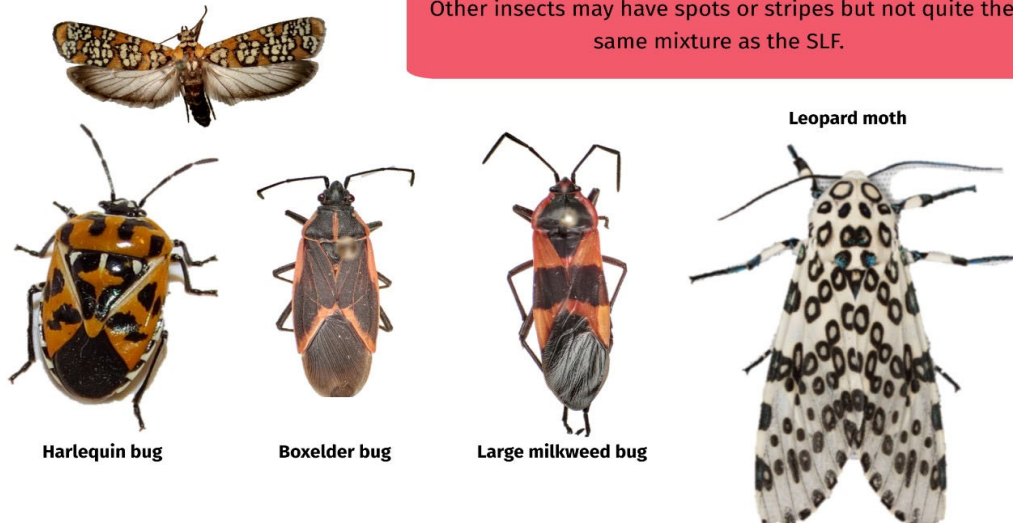 Other insects may have spots or stripes but not quite the
same mixture as the SLF.
Leopard moth
Harlequin bug
Boxelder bug
Large milkweed bug